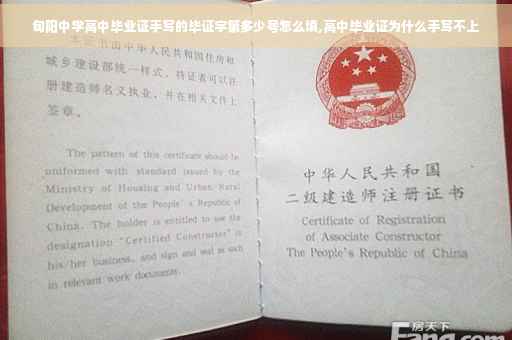 旬阳中学高中毕业证手写的毕证字第多少号怎么填,高中毕业证为什么手写不上
本证书由中华人民共和国住房和
城乡建设部统一样式，持证者可以注
册建造师名义执业，并在相关文件上
签章。
The pattern of this certificate should be
uniformed with standard issued by the
Ministry of Housing and Urban, Rural
Development of the People's Republic of
China. The holder is entitled to use the
designation "Certified Constructor" in
his/her business, and sign and seal in such
in relevant work documents.
中华人民共和国
二级建造师注册证书
Certificate of Registration
of Associate Constructor
The People's Republic of China
房天下
Fang.com